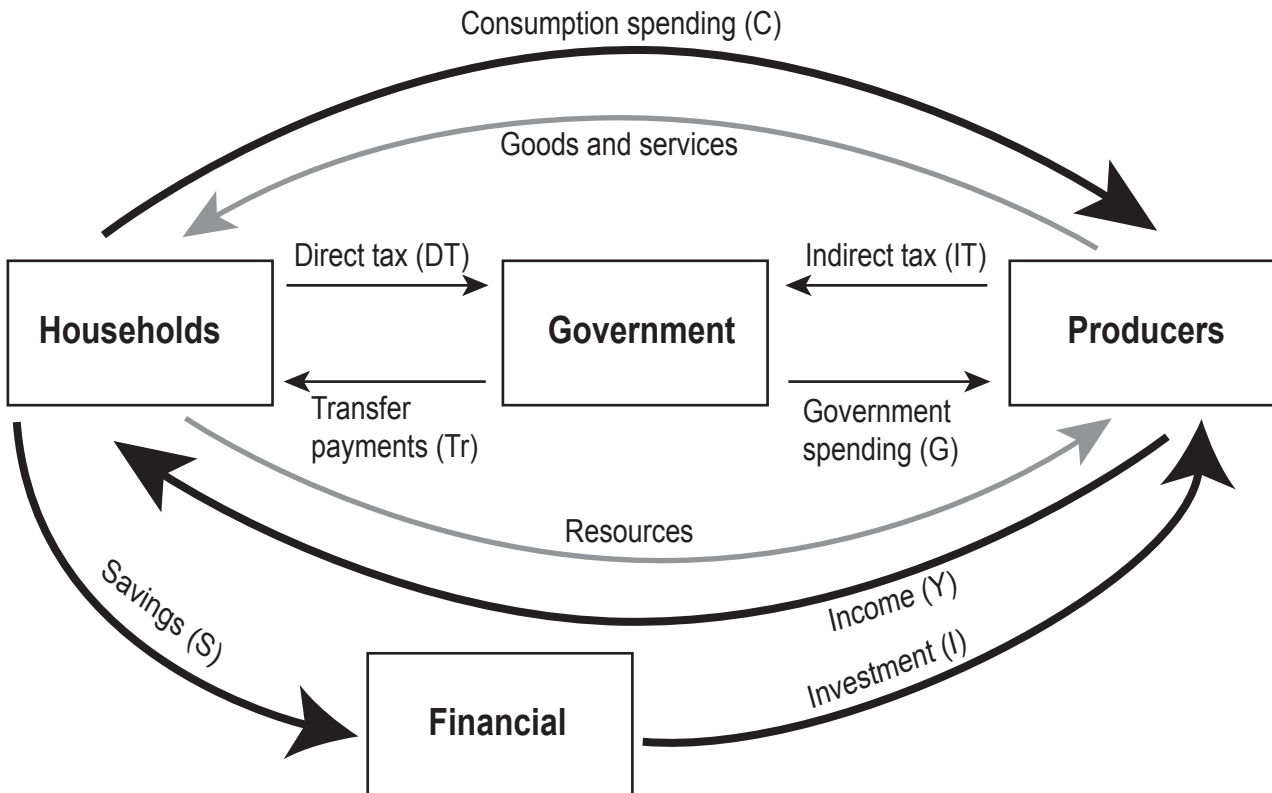 Consumption spending (C)
Goods and services
Direct tax (DT)
Indirect tax (IT)
Households
Government
Producers
Transfer
payments (Tr)
Government
spending (G)
Resources
Savings (S)
Income (Y)
Investment (I)
Financial